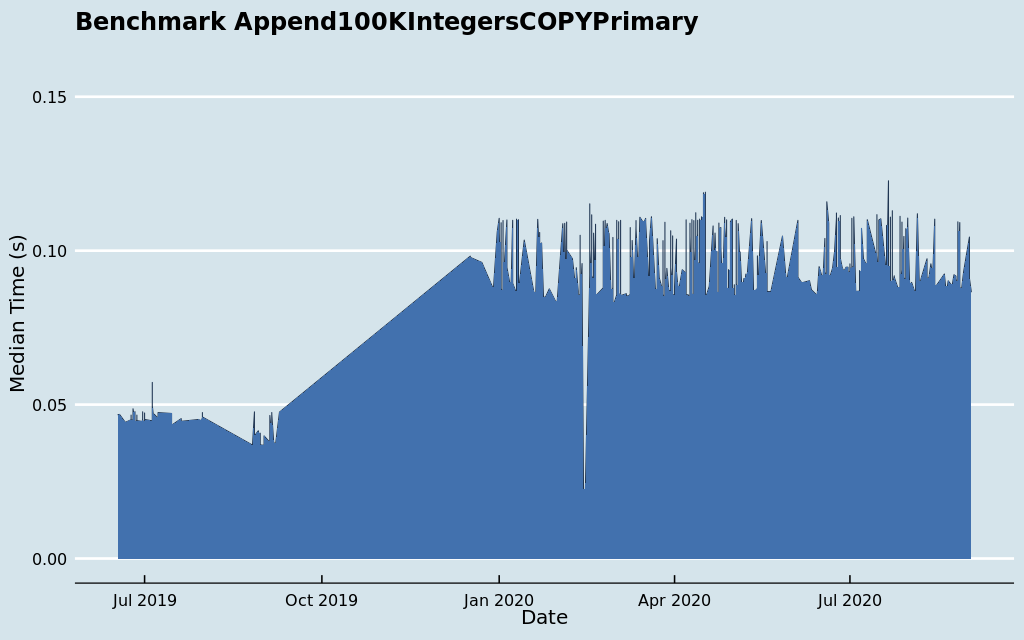 Benchmark Append100KIntegersCOPYPrimary
0.15
0.10
0.05
0.00
Median Time (s)
Jul 2019 Oct 2019 Jan 2020 Apr 2020 Jul 2020
Date